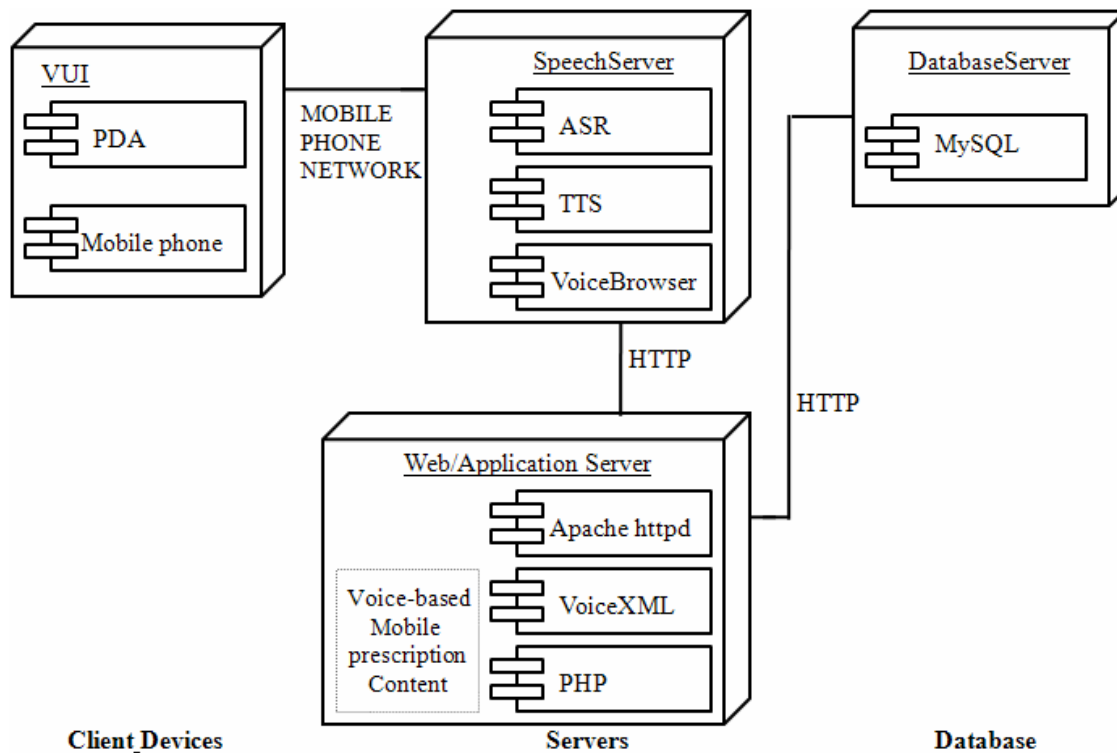 VUI
PDA
Mobile phone
MOBILE
PHONE
NETWORK
SpeechServer
ASR
TTS
VoiceBrowser
DatabaseServer
MySQL
HTTP
HTTP
Web/Application Server
Apache httpd
VoiceXML
PHP
Voice-based
Mobile
prescription
Content
Client Devices
Servers
Database